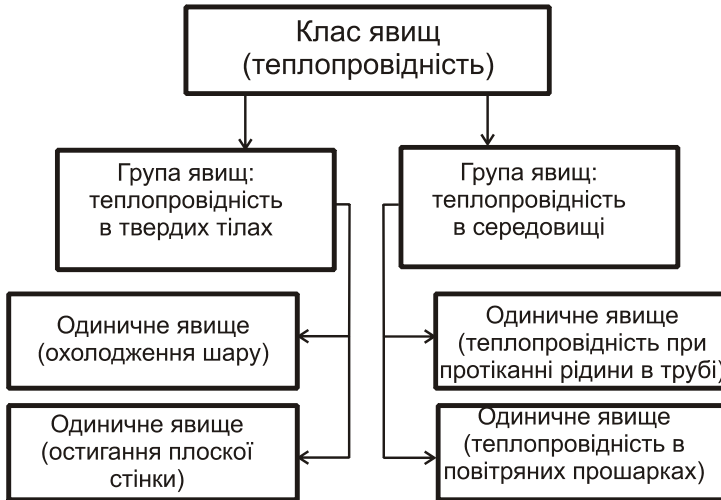 Клас явищ
(теплопровідність)
Група явищ:
теплопровідність
в твердих тілах
Група явищ:
теплопровідність
в середовищі
Одиничне явище
(охолодження шару)
Одиничне явище
(теплопровідність при
протіканні рідини в трубі)
Одиничне явище
(остигання плоскої
стінки)
Одиничне явище
(теплопровідність в
повітряних прошарках)